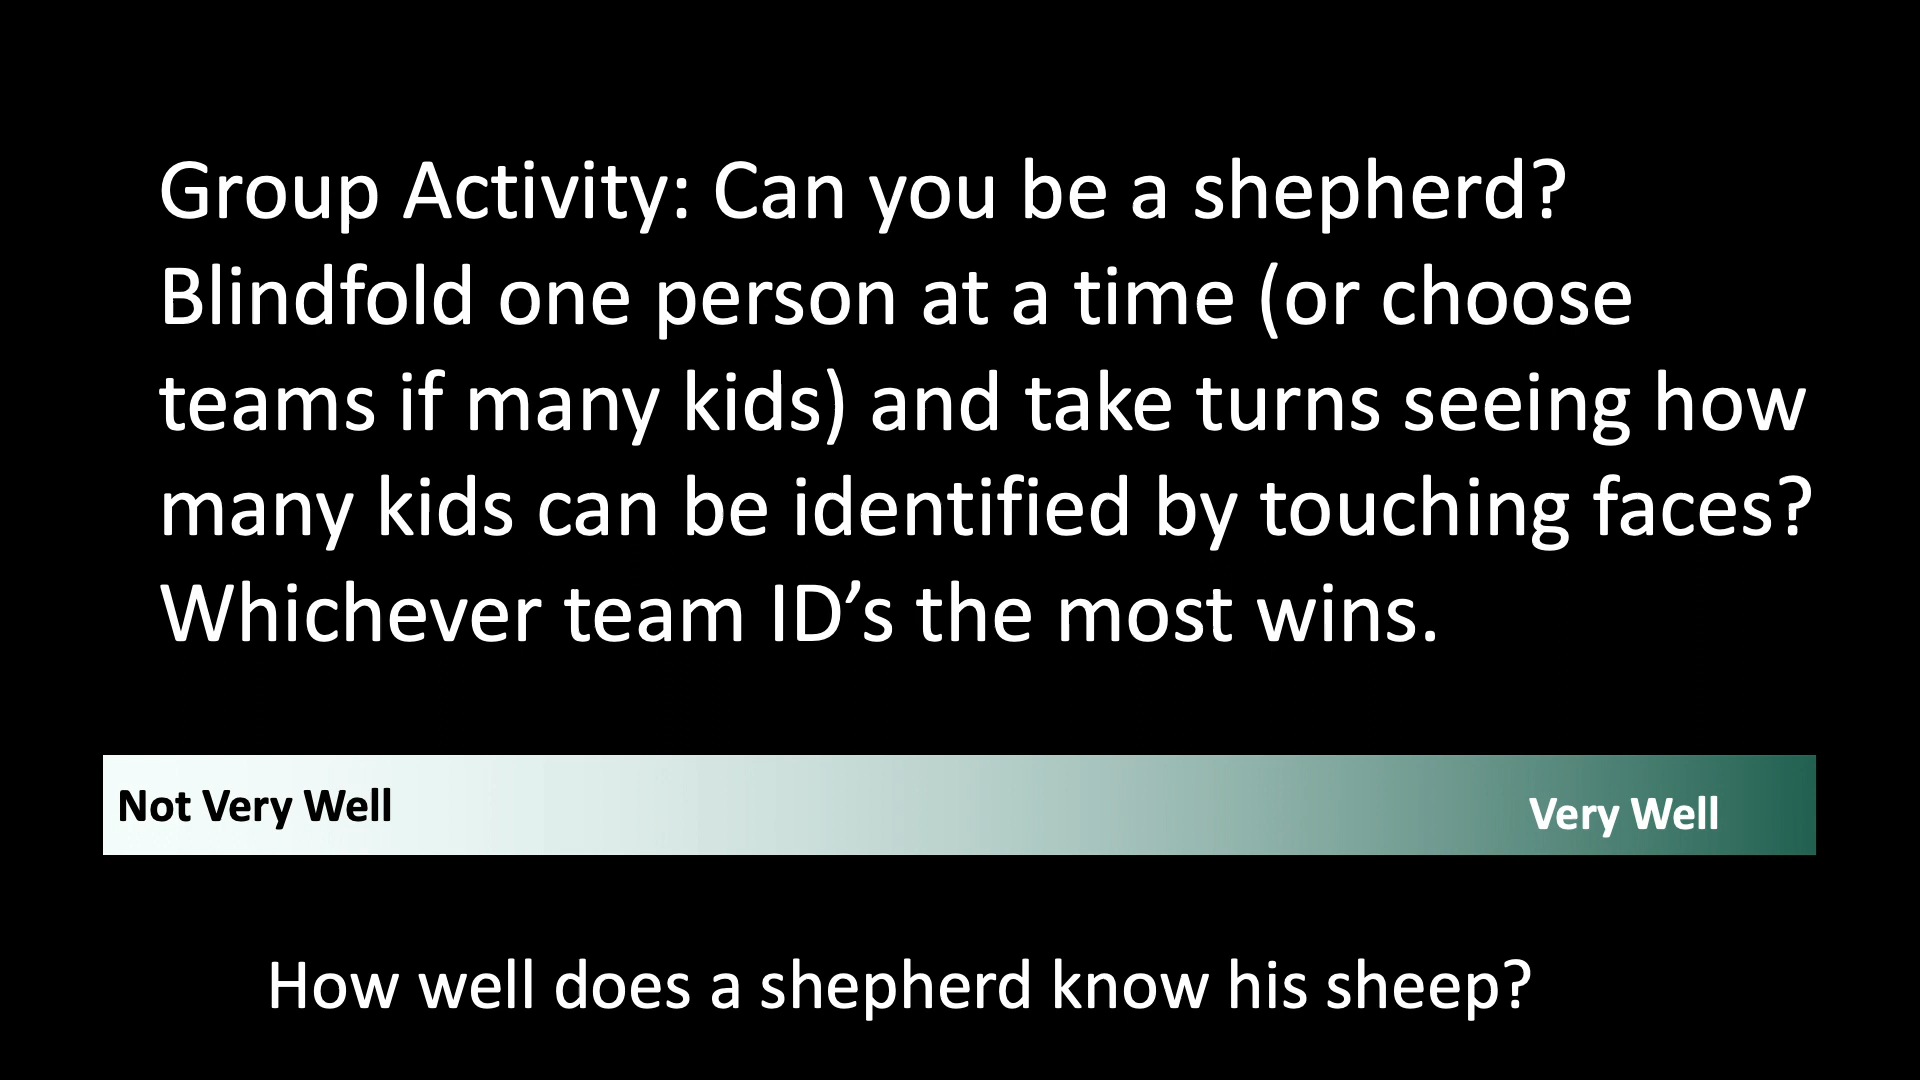 Group Activity: Can you be a shepherd?
Blindfold one person at a time (or choose
teams if many kids) and take turns seeing how
many kids can be identified by touching faces?
Whichever team ID’s the most wins.
Not Very Well
Very Well
How well does a shepherd know his sheep?